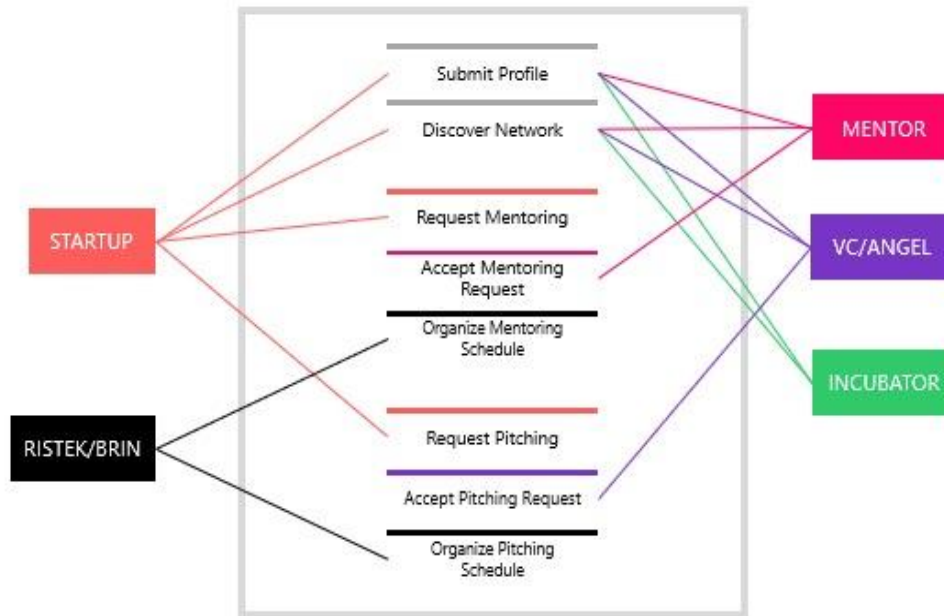 Submit Profile
Discover Network
MENTOR
Request Mentoring
STARTUP
VC/ANGEL
Accept Mentoring
Request
Organize Mentoring
Schedule
INCUBATOR
RISTEK/BRIN
Request Pitching
Accept Pitching Request
Organize Pitching
Schedule